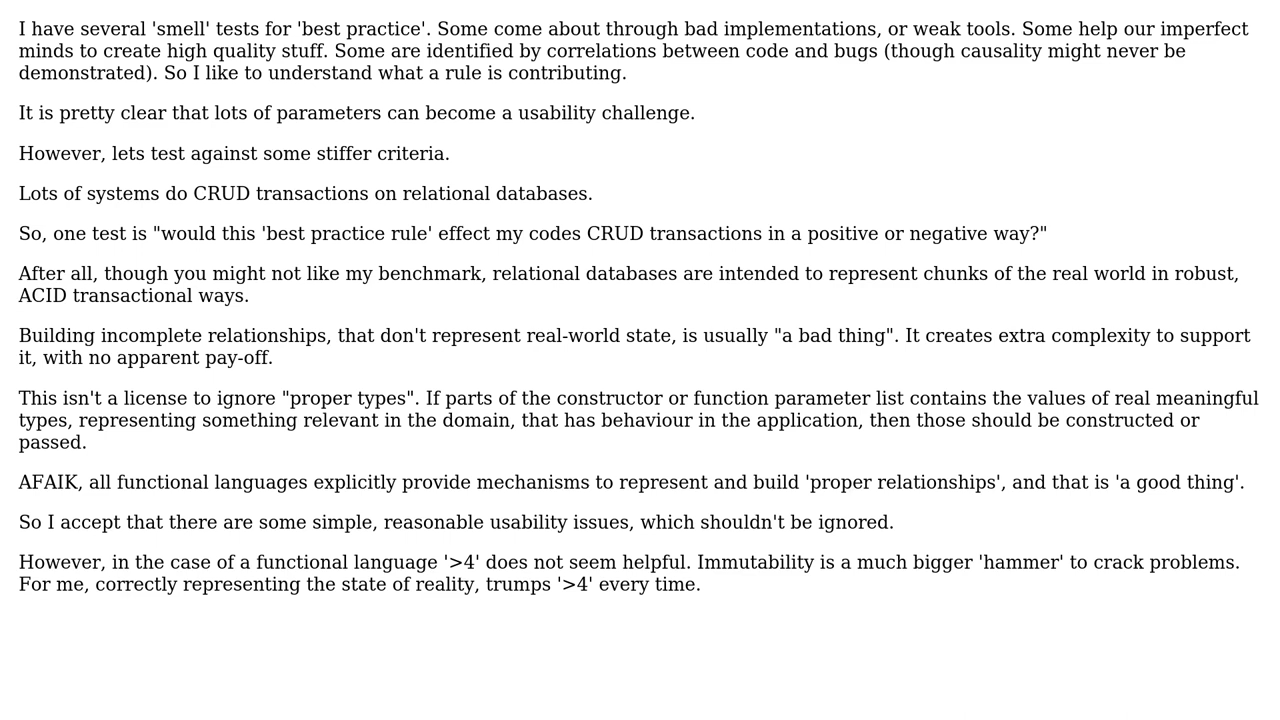 I have several 'smell' tests for 'best practice'. Some come about through bad implementations, or weak tools. Some help our imperfect
minds to create high quality stuff. Some are identified by correlations between code and bugs (though causality might never be
demonstrated). So I like to understand what a rule is contributing.
It is pretty clear that lots of parameters can become a usability challenge.
However, lets test against some stiffer criteria.
Lots of systems do CRUD transactions on relational databases.
So, one test is "would this 'best practice rule' effect my codes CRUD transactions in a positive or negative way?"
After all, though you might not like my benchmark, relational databases are intended to represent chunks of the real world in robust,
ACID transactional ways.
Building incomplete relationships, that don't represent real-world state, is usually "a bad thing". It creates extra complexity to support
it, with no apparent pay-off.
This isn't a license to ignore "proper types". If parts of the constructor or function parameter list contains the values of real meaningful
types, representing something relevant in the domain, that has behaviour in the application, then those should be constructed or
passed.
AFAIK, all functional languages explicitly provide mechanisms to represent and build 'proper relationships', and that is 'a good thing'.
So I accept that there are some simple, reasonable usability issues, which shouldn't be ignored.
However, in the case of a functional language '>4' does not seem helpful. Immutability is a much bigger 'hammer' to crack problems.
For me, correctly representing the state of reality, trumps '>4' every time.